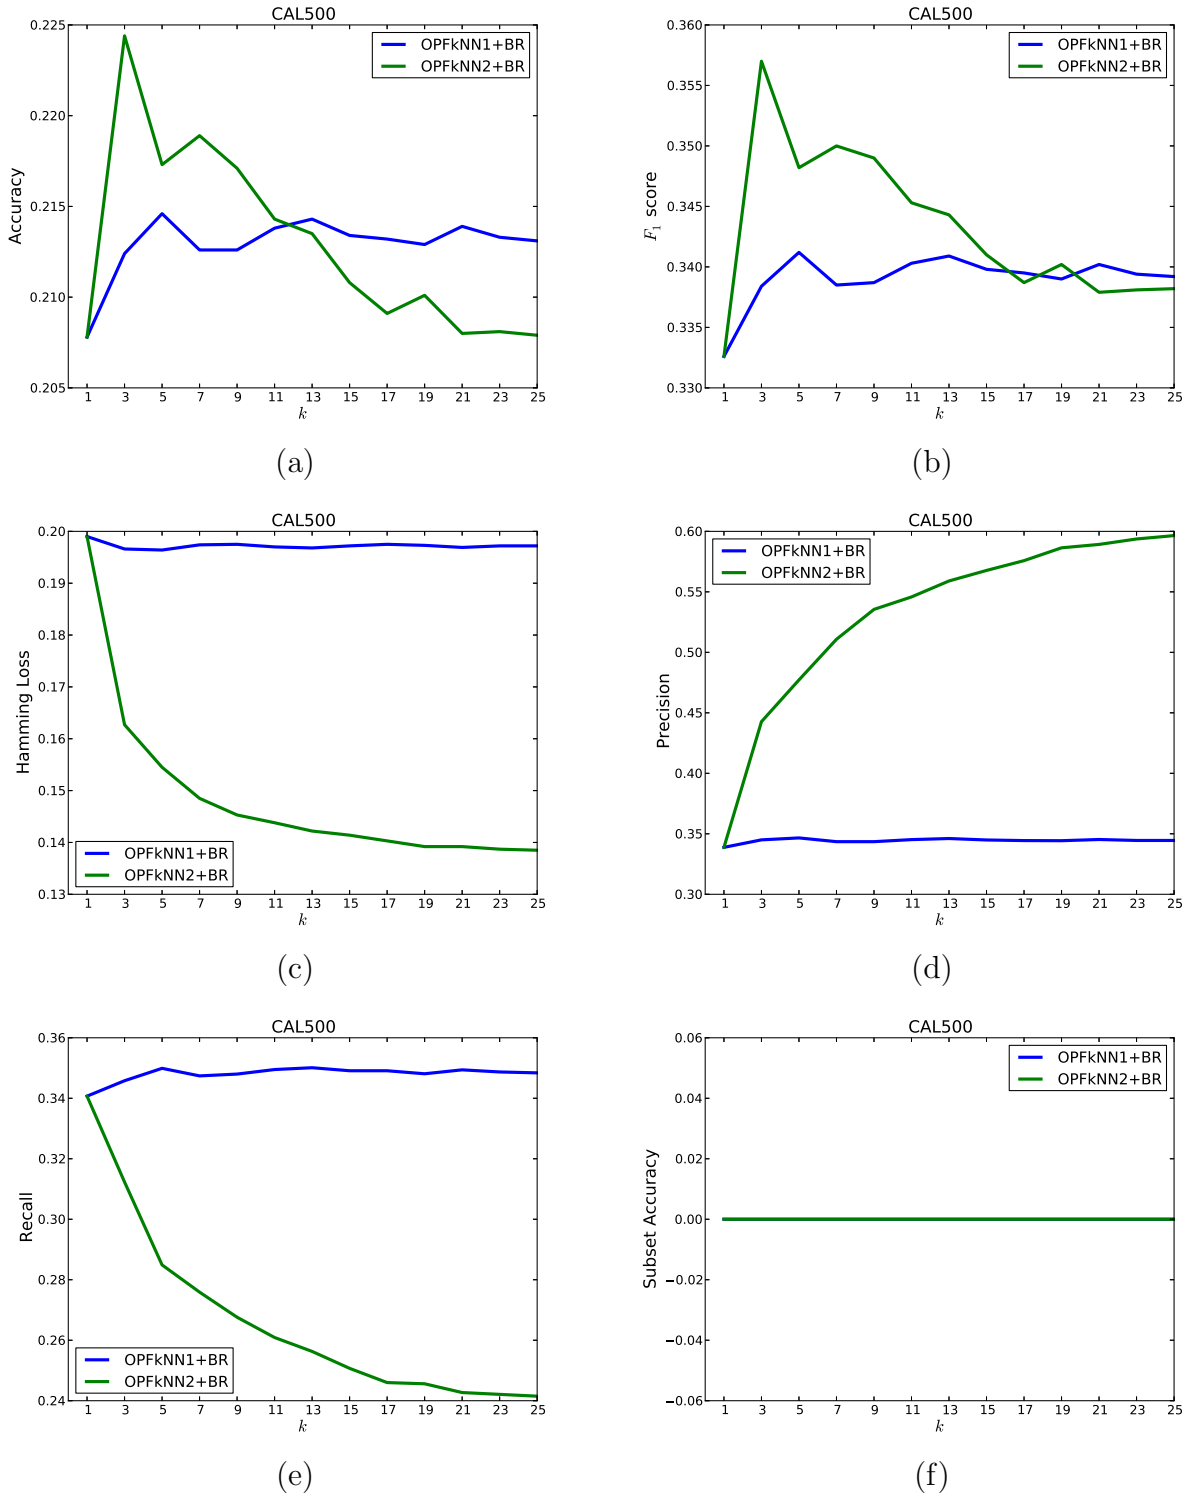 CAL500
0.225
0.220
0.215
0.210
0.205
Accuracy
OPFkNN1+BR
OPFkNN2+BR
1 3 5 7 9 11 13 15 17 19 21 23 25
k
(a)
CAL500
0.360
0.355
0.350
0.345
0.340
0.335
0.330
F1 score
OPFkNN1+BR
OPFkNN2+BR
1 3 5 7 9 11 13 15 17 19 21 23 25
k
(b)
CAL500
0.20
0.19
0.18
0.17
0.16
0.15
0.14
0.13
Hamming Loss
OPFkNN1+BR
OPFkNN2+BR
1 3 5 7 9 11 13 15 17 19 21 23 25
k
(c)
CAL500
0.60
0.55
0.50
0.45
0.40
0.35
0.30
Precision
OPFkNN1+BR
OPFkNN2+BR
1 3 5 7 9 11 13 15 17 19 21 23 25
k
(d)
CAL500
0.36
0.34
0.32
0.30
0.28
0.26
0.24
Recall
OPFkNN1+BR
OPFkNN2+BR
1 3 5 7 9 11 13 15 17 19 21 23 25
k
(e)
CAL500
0.06
0.04
0.02
0.00
−0.02
−0.04
−0.06
Subset Accuracy
OPFkNN1+BR
OPFkNN2+BR
1 3 5 7 9 11 13 15 17 19 21 23 25
k
(f)